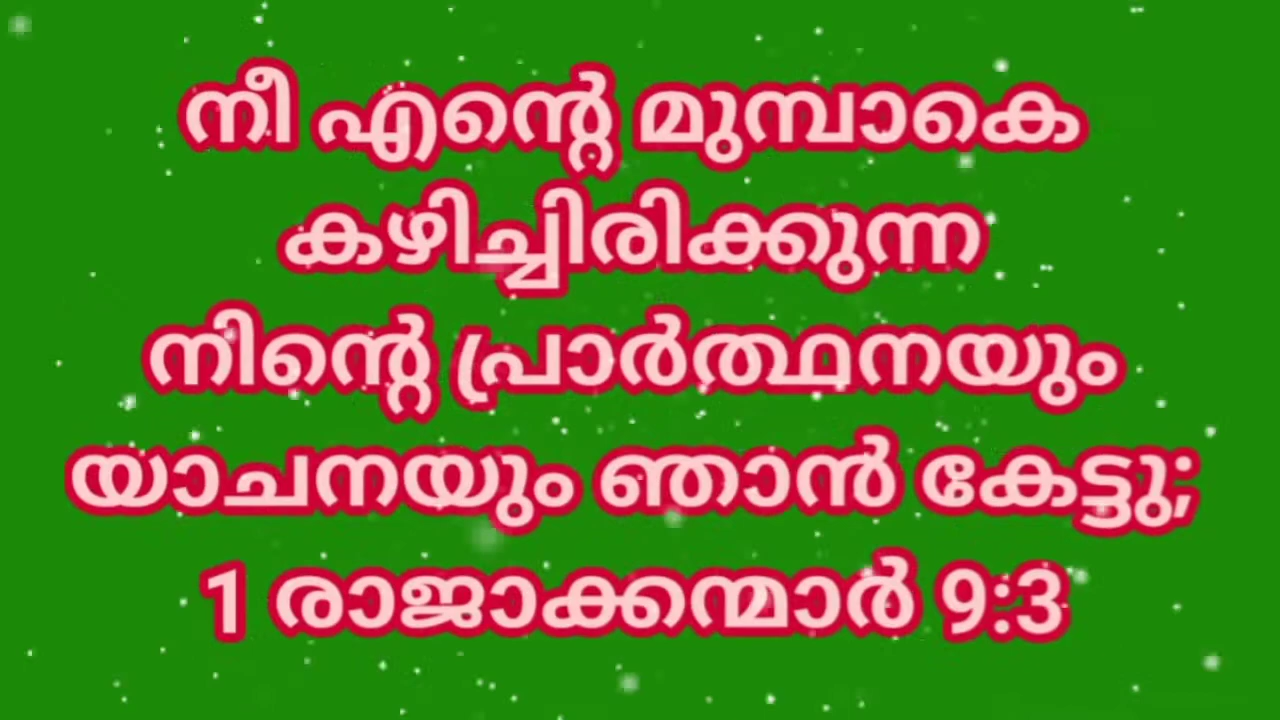 നീ എന്റെ മുമ്പാകെ
കഴിച്ചിരിക്കുന്ന
നിന്റെ പ്രാർത്ഥനയും
യാചനയും ഞാൻ കേട്ടു;
1 രാജാക്കന്മാർ 9:3